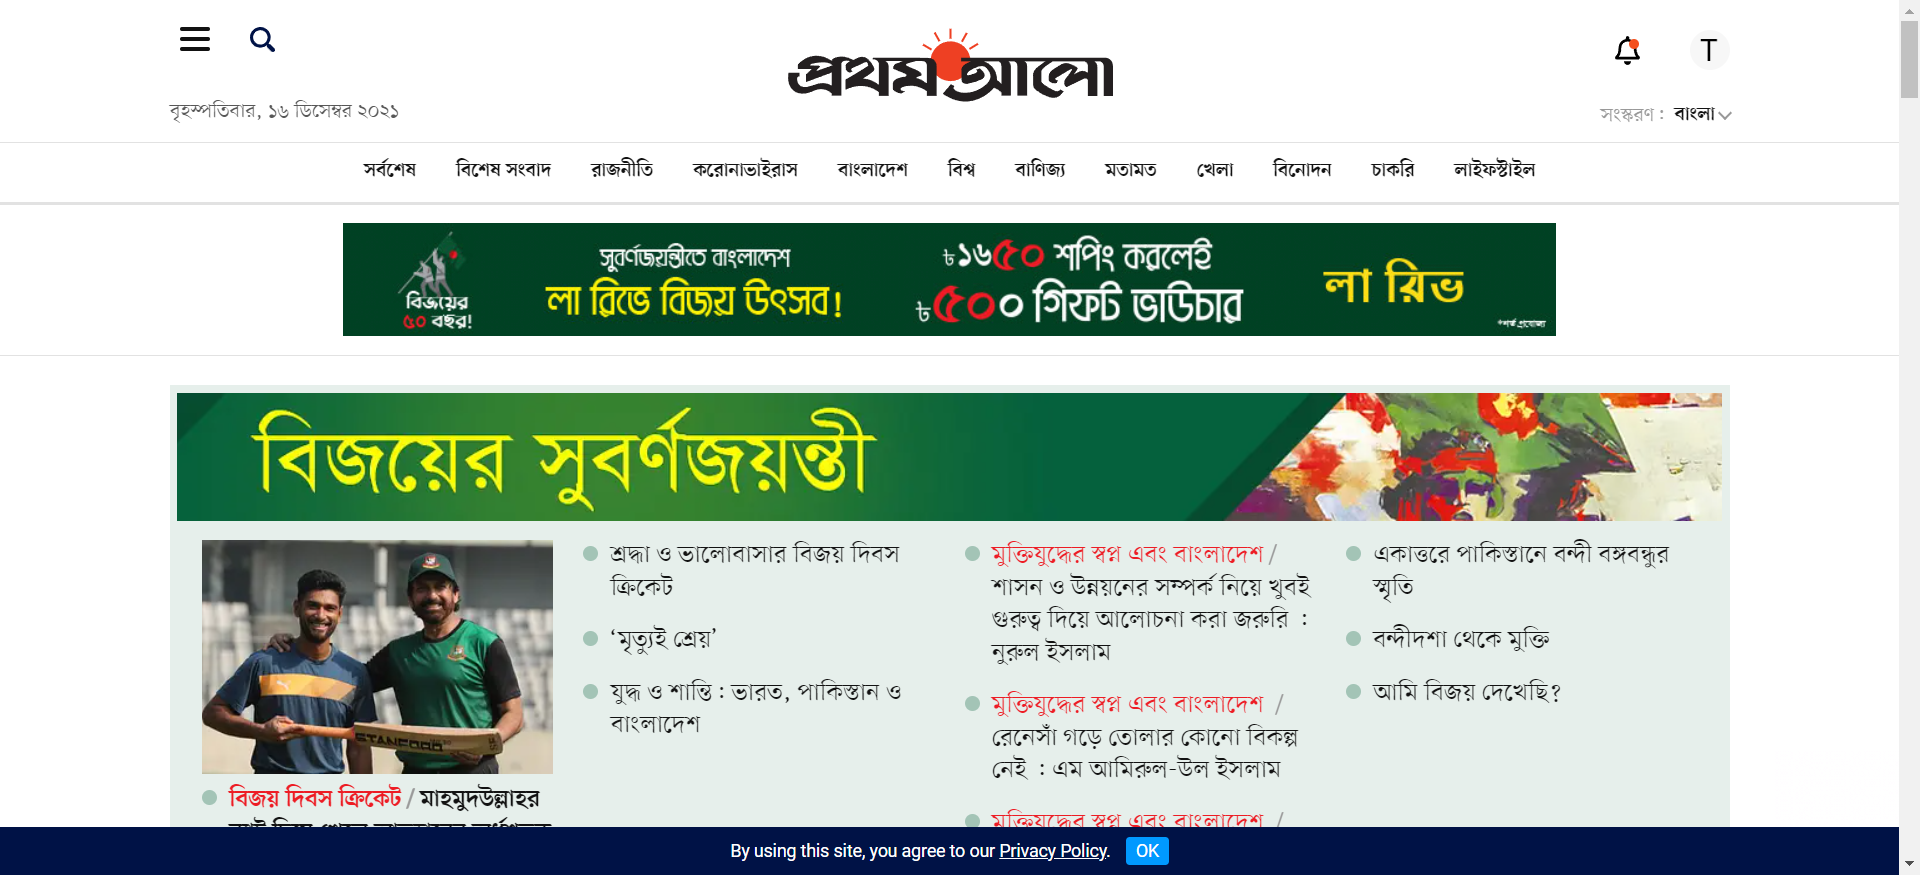 প্রথম আলো
T
বৃহস্পতিবার, ১৬ ডিসেম্বর ২০২১
সংস্করণ : বাংলা
সর্বশেষ বিশেষ সংবাদ রাজনীতি করোনাভাইরাস বাংলাদেশ বিশ্ব বাণিজ্য মতামত খেলা বিনোদন চাকরি লাইফস্টাইল
বিজয়ের
৫০ বছর!
সুবর্ণজয়ন্তীতে বাংলাদেশ
লা রিভে বিজয় উৎসব!
৳১৬৫০ শপিং করলেই
৳৫০০ গিফট ভাউচার
লা রিভ
*শর্ত প্রযোজ্য
বিজয়ের সুবর্ণজয়ন্তী
STANFORD
বিজয় দিবস ক্রিকেট / মাহমুদউল্লাহর
শ্রদ্ধা ও ভালোবাসার বিজয় দিবস
ক্রিকেট
‘মৃত্যুই শ্রেয়’
যুদ্ধ ও শান্তি : ভারত, পাকিস্তান ও
বাংলাদেশ
মুক্তিযুদ্ধের স্বপ্ন এবং বাংলাদেশ /
শাসন ও উন্নয়নের সম্পর্ক নিয়ে খুবই
গুরুত্ব দিয়ে আলোচনা করা জরুরি :
নুরুল ইসলাম
মুক্তিযুদ্ধের স্বপ্ন এবং বাংলাদেশ /
রেনেসাঁ গড়ে তোলার কোনো বিকল্প
নেই : এম আমিরুল-উল ইসলাম
মুক্তিযুদ্ধের স্বপ্ন এবং বাংলাদেশ /
একাত্তরে পাকিস্তানে বন্দী বঙ্গবন্ধুর
স্মৃতি
বন্দীদশা থেকে মুক্তি
আমি বিজয় দেখেছি?
By using this site, you agree to our Privacy Policy. OK